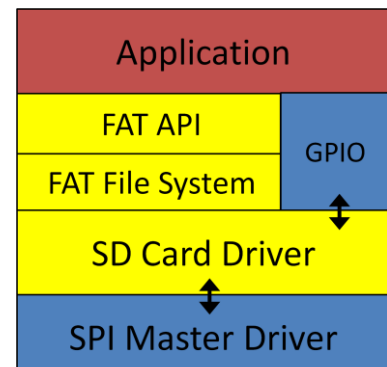 Application
FAT API
GPIO
FAT File System
SD Card Driver
SPI Master Driver